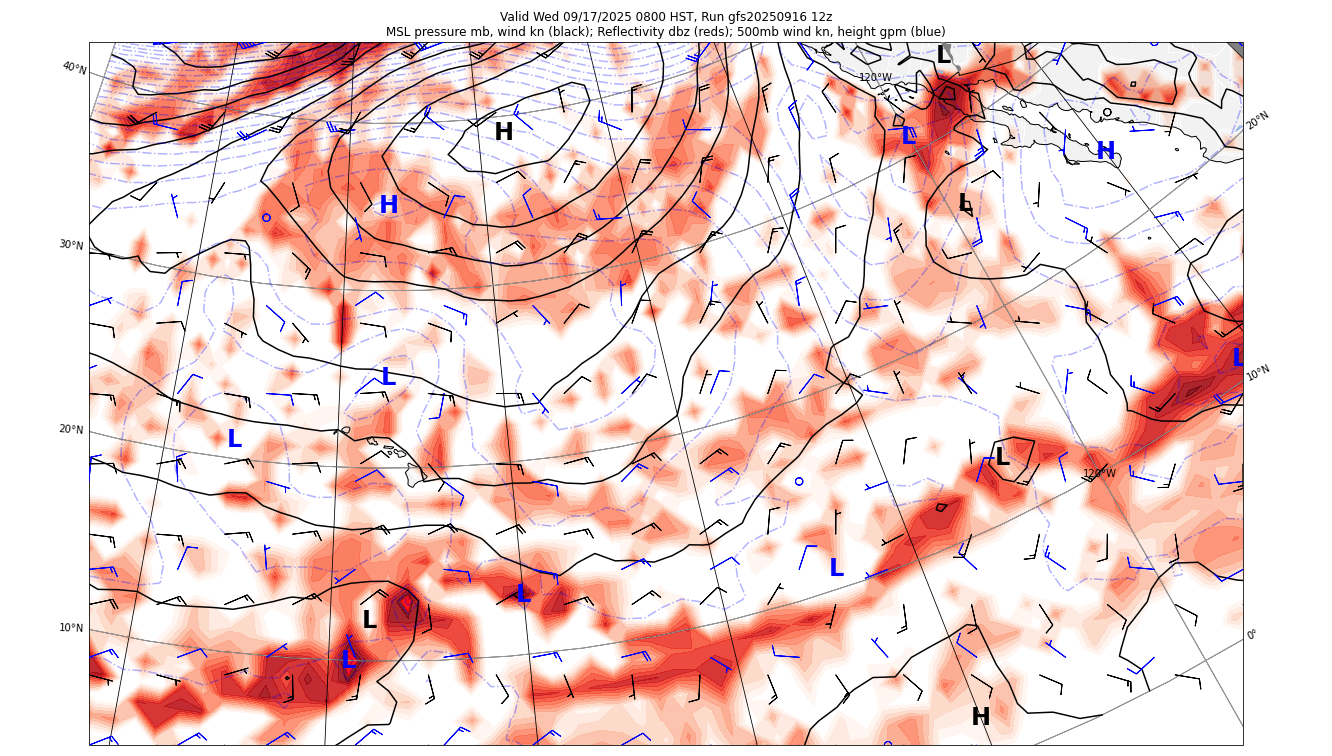 Valid Wed 09/17/2025 0800 HST, Run gfs20250916 12z
MSL pressure mb, wind kn (black); Reflectivity dbz (reds); 500mb wind kn, height gpm (blue)
L
40°N
120°W
20°N
H
L
H
L
H
30°N
L
10°N
L
L
20°N
L
L
120°W
L
L
10°N
L
0°
L
H